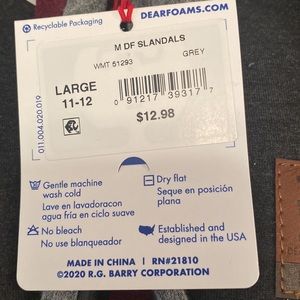 Recyclable Packaging
DEARFOAMS.COM
M DF SLANDALS
WMT 51293
GREY
LARGE
11-12
0 91217 39317 7
$12.98
011.004.020.019
Gentle machine
wash cold
Lave en lavadoracon
agua fría en ciclo suave
Dry flat
Seque en posición
plana
No bleach
No use blanqueador
Established and
designed in the USA
MADE IN CHINA | RN#21810
©2020 R.G. BARRY CORPORATION